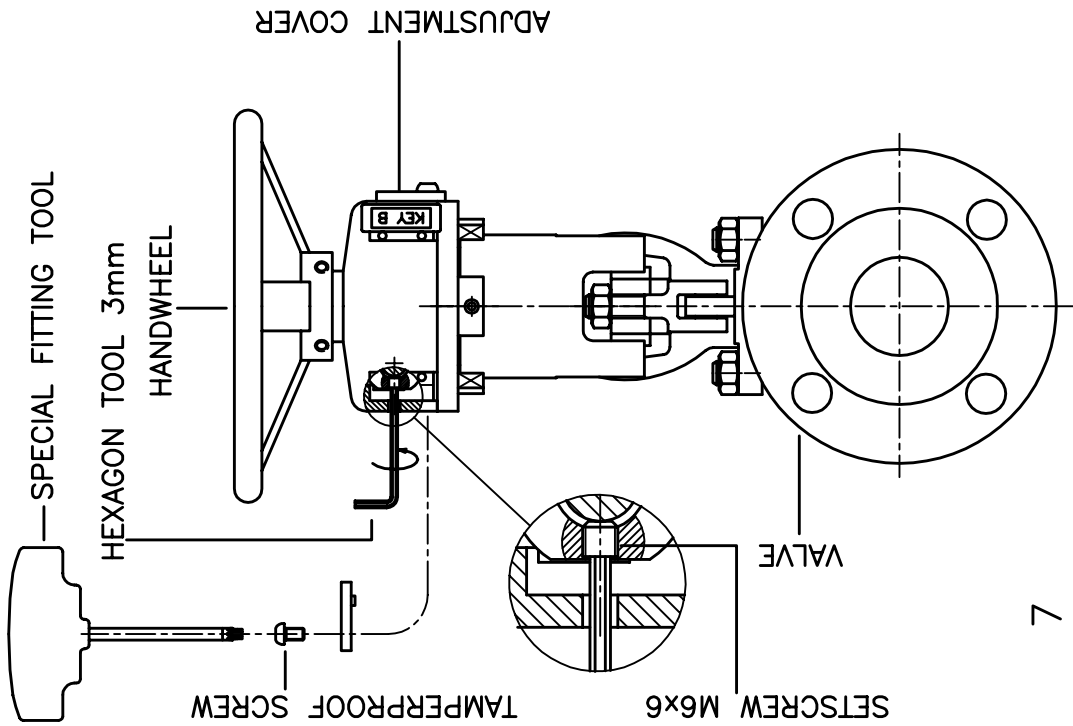 ADJUSTMENT COVER
SPECIAL FITTING TOOL
HEXAGON TOOL 3mm
HANDWHEEL
KEY B
VALVE
TAMPERPROOF SCREW
SETSCREW M6x6
7